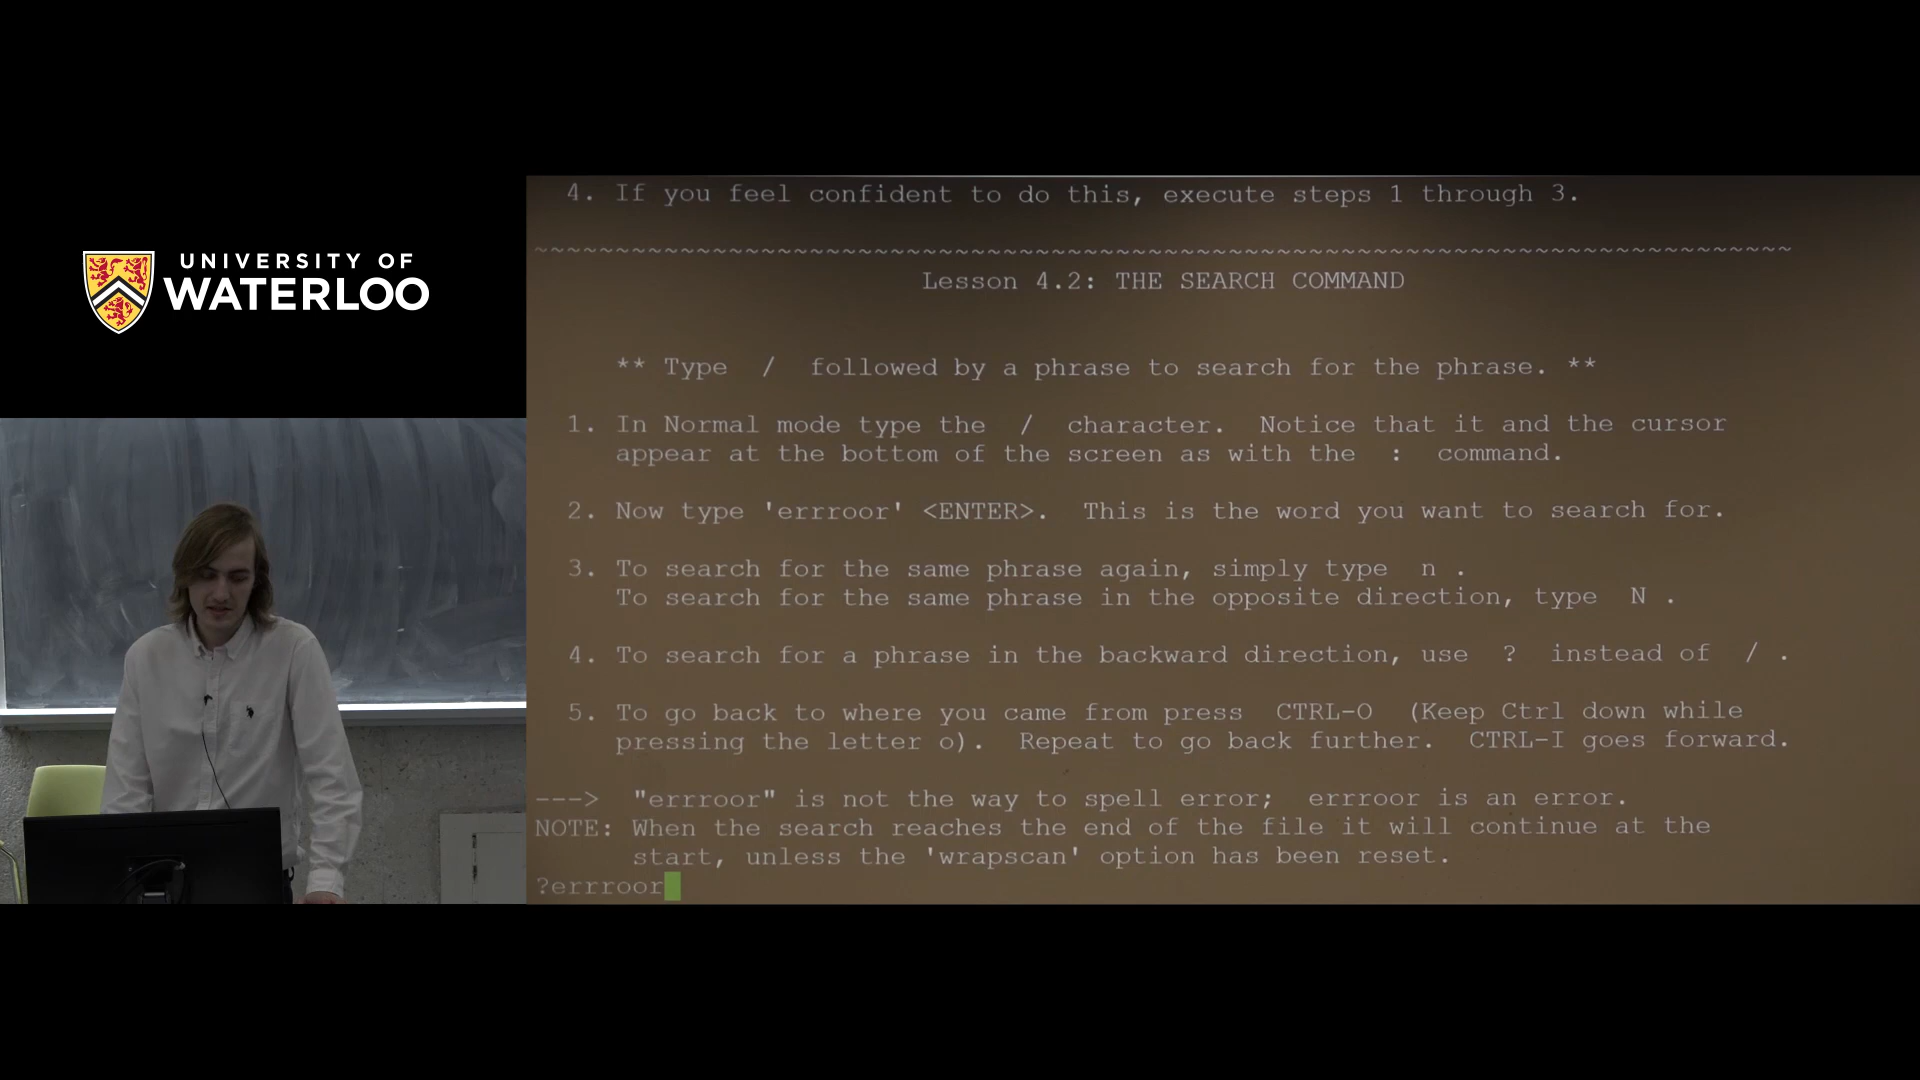 UNIVERSITY OF
WATERLOO
4. If you feel confident to do this, execute steps 1 through 3.
~~~~~~~~~~~~~~~~~~~~~~~~~~~~~~~~~~~~~~~~~~~~~~~~~~~~~~~~~~~~~~~~~~~~~~~~~~~~~~
Lesson 4.2: THE SEARCH COMMAND
** Type / followed by a phrase to search for the phrase. **
1. In Normal mode type the / character. Notice that it and the cursor
appear at the bottom of the screen as with the : command.
2. Now type 'errroor' <ENTER>. This is the word you want to search for.
3. To search for the same phrase again, simply type n .
To search for the same phrase in the opposite direction, type N .
4. To search for a phrase in the backward direction, use ? instead of / .
5. To go back to where you came from press CTRL-O (Keep Ctrl down while
pressing the letter o). Repeat to go back further. CTRL-I goes forward.
---> "errroor" is not the way to spell error; errroor is an error.
NOTE: When the search reaches the end of the file it will continue at the
start, unless the 'wrapscan' option has been reset.
?errroor